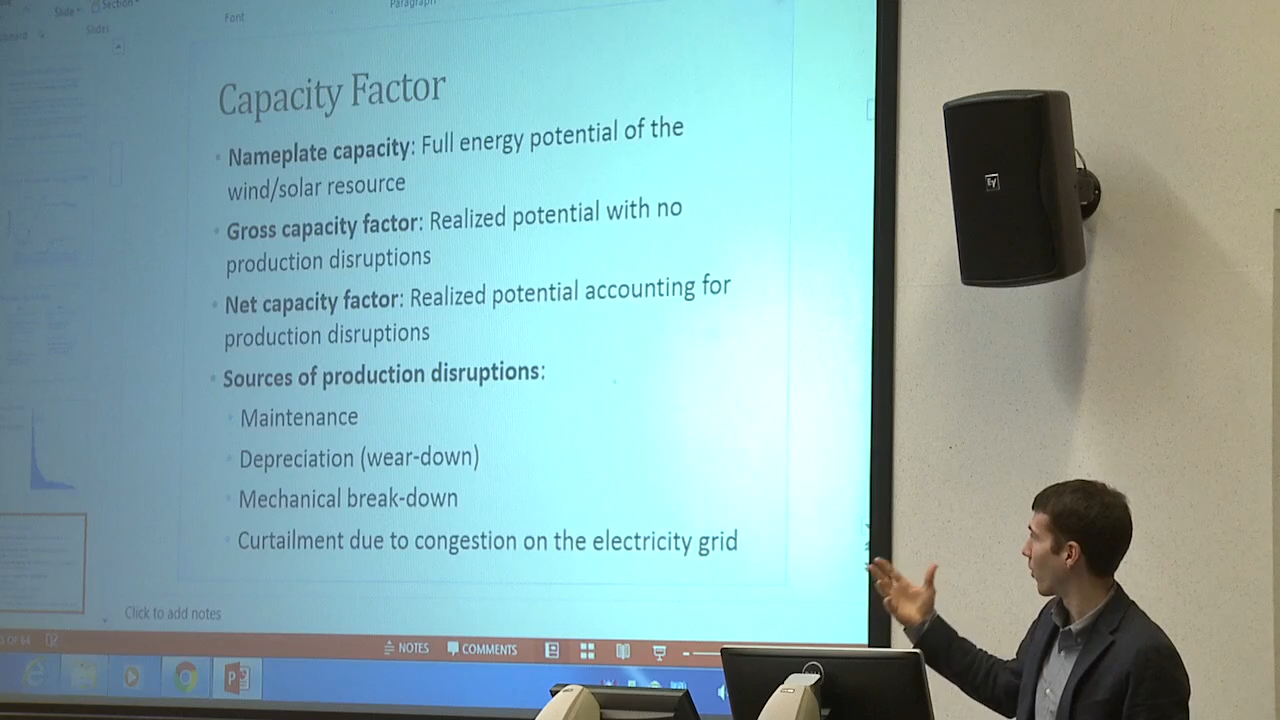 Slide
Section
Slides
Font
Paragraph
Capacity Factor
Nameplate capacity: Full energy potential of the
wind/solar resource
Gross capacity factor: Realized potential with no
production disruptions
Net capacity factor: Realized potential accounting for
production disruptions
Sources of production disruptions:
Maintenance
Depreciation (wear-down)
Mechanical break-down
Curtailment due to congestion on the electricity grid
Click to add notes
NOTES
COMMENTS
EV